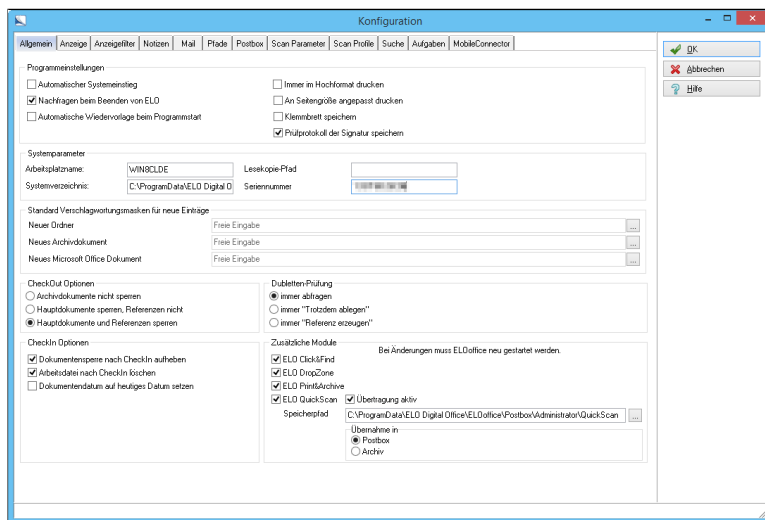 Konfiguration
Allgemein Anzeige Anzeigefilter Notizen Mail Pfade Postbox Scan Parameter Scan Profile Suche Aufgaben MobileConnector
OK
Abbrechen
Hilfe
Programmeinstellungen
Automatischer Systemeinstieg
Nachfragen beim Beenden von ELO
Automatische Wiedervorlage beim Programmstart
Immer im Hochformat drucken
An Seitengröße angepasst drucken
Klemmbrett speichern
Prüfprotokoll der Signatur speichern
Systemparameter
Arbeitsplatzname: WIN8CLDE Lesekopie-Pfad
Systemverzeichnis: C:\ProgramData\ELO Digital O Seriennummer
Standard Verschlagwortungsmasken für neue Einträge
Neuer Ordner Freie Eingabe ...
Neues Archivdokument Freie Eingabe ...
Neues Microsoft Office Dokument Freie Eingabe ...
CheckOut Optionen
Archivdokumente nicht sperren
Hauptdokumente sperren, Referenzen nicht
Hauptdokumente und Referenzen sperren
Dubletten-Prüfung
immer abfragen
immer "Trotzdem ablegen"
immer "Referenz erzeugen"
CheckIn Optionen
Dokumentensperre nach CheckIn aufheben
Arbeitsdatei nach CheckIn löschen
Dokumentendatum auf heutiges Datum setzen
Zusätzliche Module
Bei Änderungen muss ELOoffice neu gestartet werden.
ELO Click&Find
ELO DropZone
ELO Print&Archive
ELO QuickScan Übertragung aktiv
Speicherpfad C:\ProgramData\ELO Digital Office\ELOoffice\Postbox\Administrator\QuickScan ...
Übernahme in
Postbox
Archiv